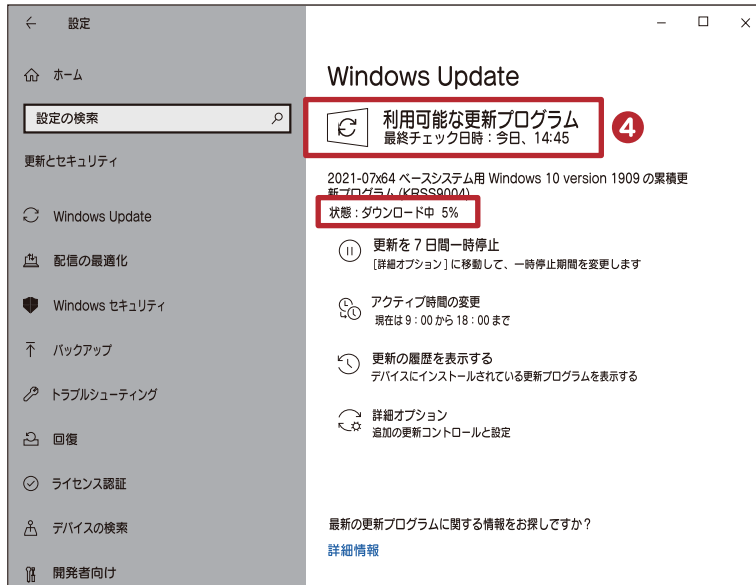 設定
ホーム
設定の検索
更新とセキュリティ
Windows Update
配信の最適化
Windows セキュリティ
バックアップ
トラブルシューティング
回復
ライセンス認証
デバイスの検索
開発者向け
Windows Update
利用可能な更新プログラム
最終チェック日時：今日、14:45
4
2021-07x64 ベースシステム用 Windows 10 version 1909 の累積更
新プログラム (KRSS9004)
状態：ダウンロード中 5%
更新を 7 日間一時停止
[詳細オプション] に移動して、一時停止期間を変更します
アクティブ時間の変更
現在は 9：00 から 18：00 まで
更新の履歴を表示する
デバイスにインストールされている更新プログラムを表示する
詳細オプション
追加の更新コントロールと設定
最新の更新プログラムに関する情報をお探しですか？
詳細情報